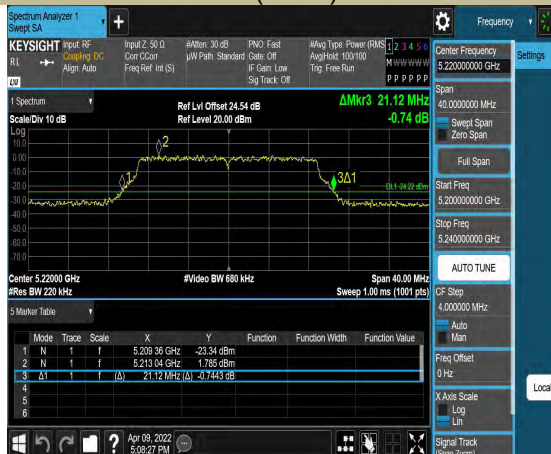 Spectrum Analyzer 1
Swept SA
+
Frequency
KEYSIGHT Input: RF Input Z: 50 Ω #Atten: 30 dB PNO: Fast #Avg Type: Power (RMS 1 2 3 4 5 6
RL Coupling: DC Corr CCorr µW Path: Standard Gate: Off Avg|Hold: 100/100 M W W W W W
Align: Auto Freq Ref: Int (S) IF Gain: Low Trig: Free Run
Sig Track: Off P P P P P P
LXI
1 Spectrum
Ref Lvl Offset 24.54 dB ΔMkr3 21.12 MHz
Scale/Div 10 dB Ref Level 20.00 dBm -0.74 dB
Log
10.0
0.00
-10.0
-20.0
-30.0
-40.0
-50.0
-60.0
-70.0
2
1
3Δ1
DL1 -24.22 dBm
Center 5.22000 GHz #Video BW 680 kHz Span 40.00 MHz
#Res BW 220 kHz Sweep 1.00 ms (1001 pts)
5 Marker Table
Mode Trace Scale X Y Function Function Width Function Value
1 N 1 f 5.209 36 GHz -23.34 dBm
2 N 1 f 5.213 04 GHz 1.785 dBm
3 Δ1 1 f (Δ) 21.12 MHz (Δ) -0.7443 dB
4
5
6
Apr 09, 2022
5:08:27 PM
?
Center Frequency
5.220000000 GHz
Settings
Span
40.0000000 MHz
Swept Span
Zero Span
Full Span
Start Freq
5.200000000 GHz
Stop Freq
5.240000000 GHz
AUTO TUNE
CF Step
4.000000 MHz
Auto
Man
Freq Offset
0 Hz
Local
X Axis Scale
Log
Lin
Signal Track
(Span Zoom)